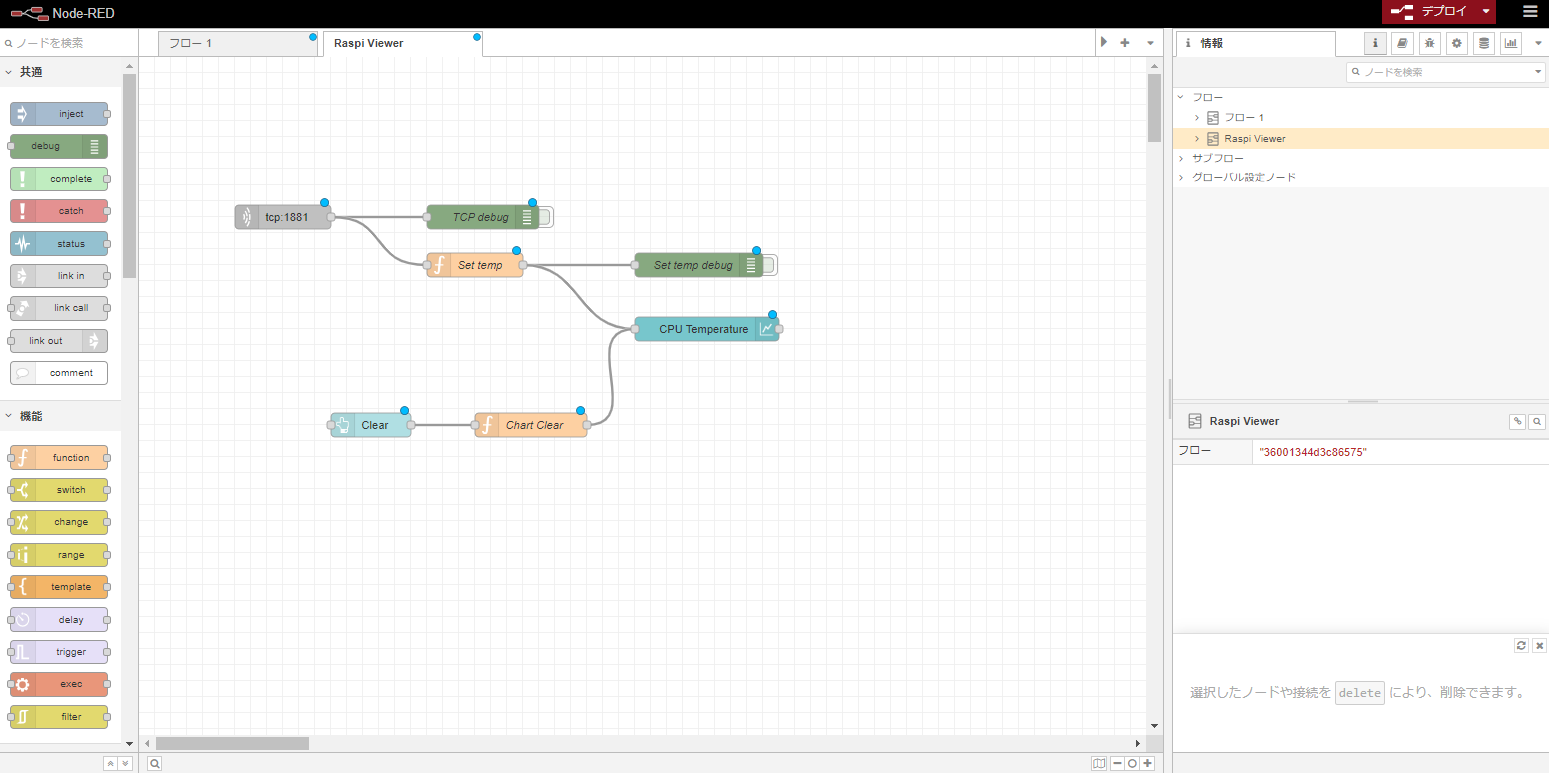 Node-RED
デプロイ
ノードを検索
フロー 1
Raspi Viewer
情報
共通
ノードを検索
inject
フロー
フロー 1
debug
Raspi Viewer
サブフロー
complete
グローバル設定ノード
catch
tcp:1881
TCP debug
status
Set temp
Set temp debug
link in
link call
CPU Temperature
link out
comment
機能
Clear
Chart Clear
Raspi Viewer
フロー
"36001344d3c86575"
function
switch
change
range
template
delay
trigger
exec
選択したノードや接続を delete により、削除できます。
filter